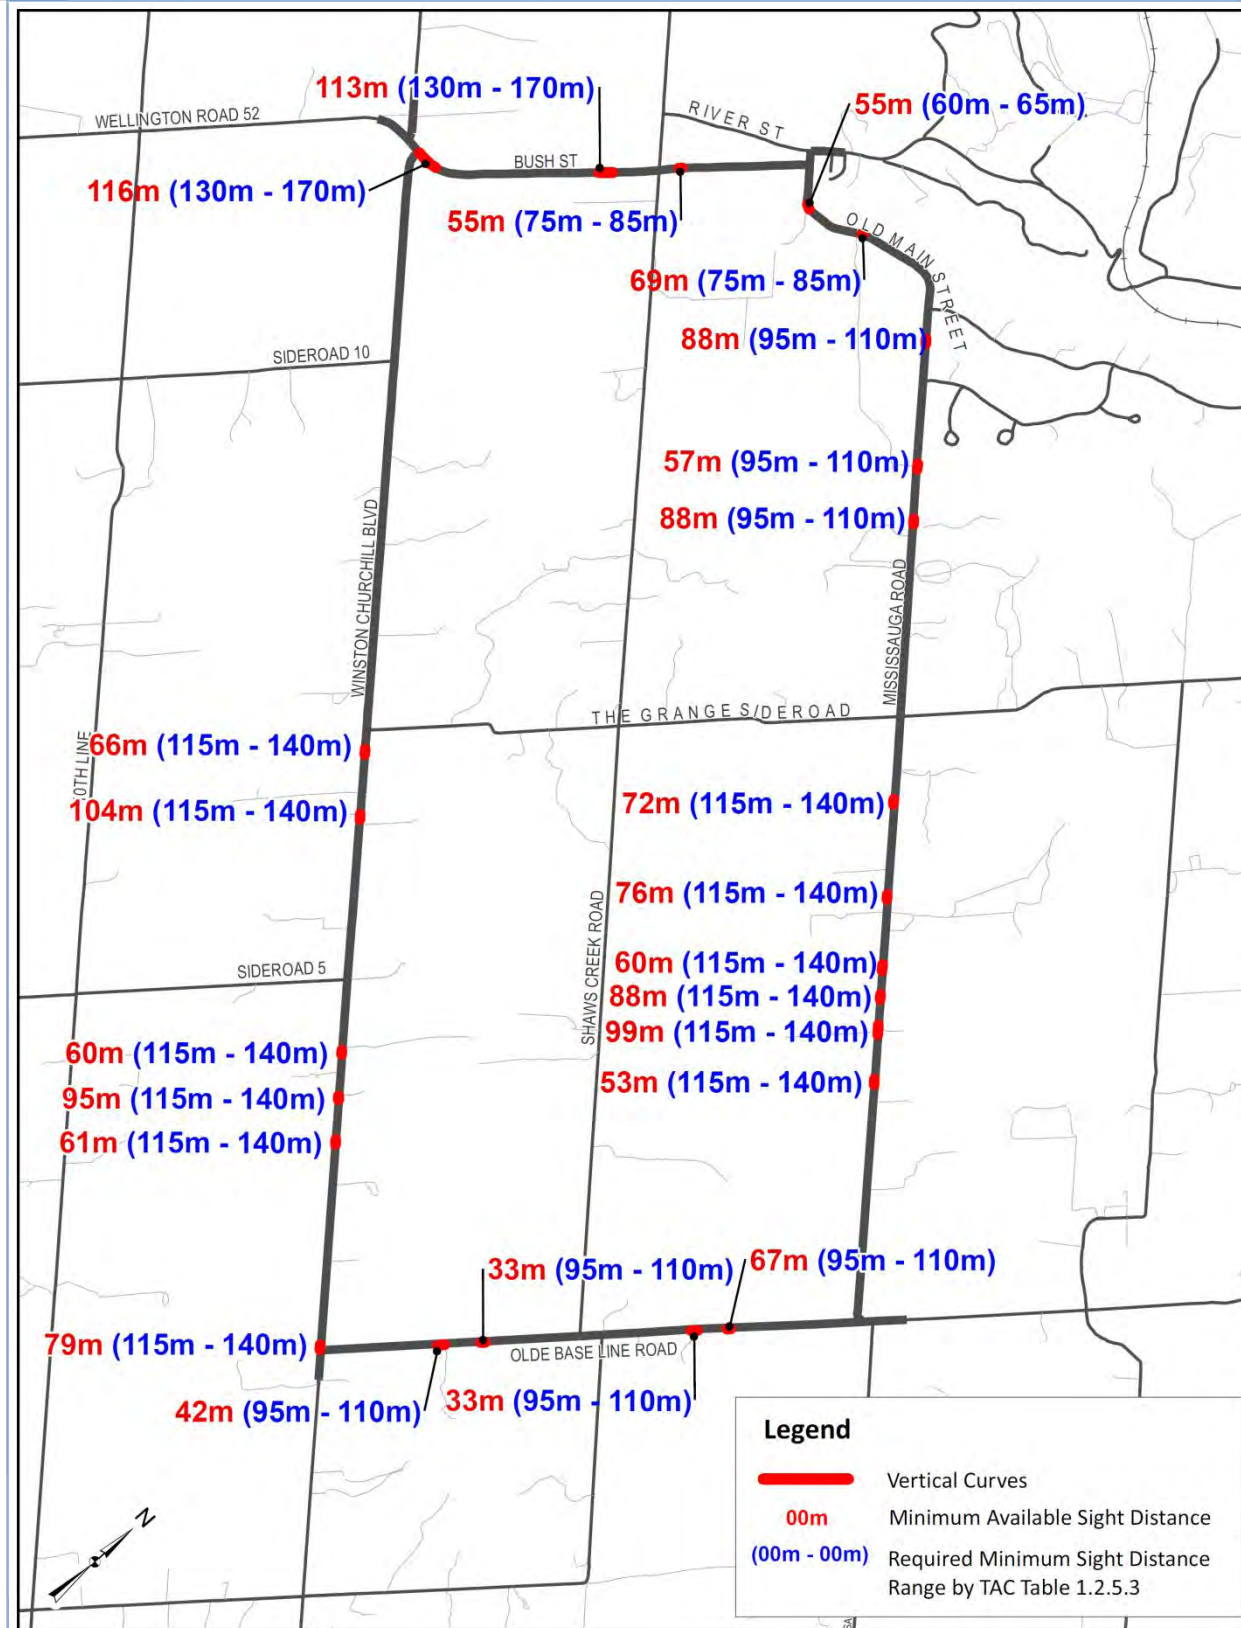 113m (130m - 170m)
WELLINGTON ROAD 52
RIVER ST
55m (60m - 65m)
BUSH ST
116m (130m - 170m)
55m (75m - 85m)
OLD MAIN STREET
69m (75m - 85m)
88m (95m - 110m)
SIDEROAD 10
57m (95m - 110m)
88m (95m - 110m)
WINSTON CHURCHILL BLVD
MISSISSAUGA ROAD
THE GRANGE SIDEROAD
66m (115m - 140m)
0TH LINE
104m (115m - 140m)
72m (115m - 140m)
76m (115m - 140m)
SHAWS CREEK ROAD
60m (115m - 140m)
SIDEROAD 5
88m (115m - 140m)
99m (115m - 140m)
60m (115m - 140m)
53m (115m - 140m)
95m (115m - 140m)
61m (115m - 140m)
67m (95m - 110m)
33m (95m - 110m)
79m (115m - 140m)
OLDE BASE LINE ROAD
33m (95m - 110m)
42m (95m - 110m)
N
Legend
Vertical Curves
00m Minimum Available Sight Distance
(00m - 00m) Required Minimum Sight Distance
Range by TAC Table 1.2.5.3